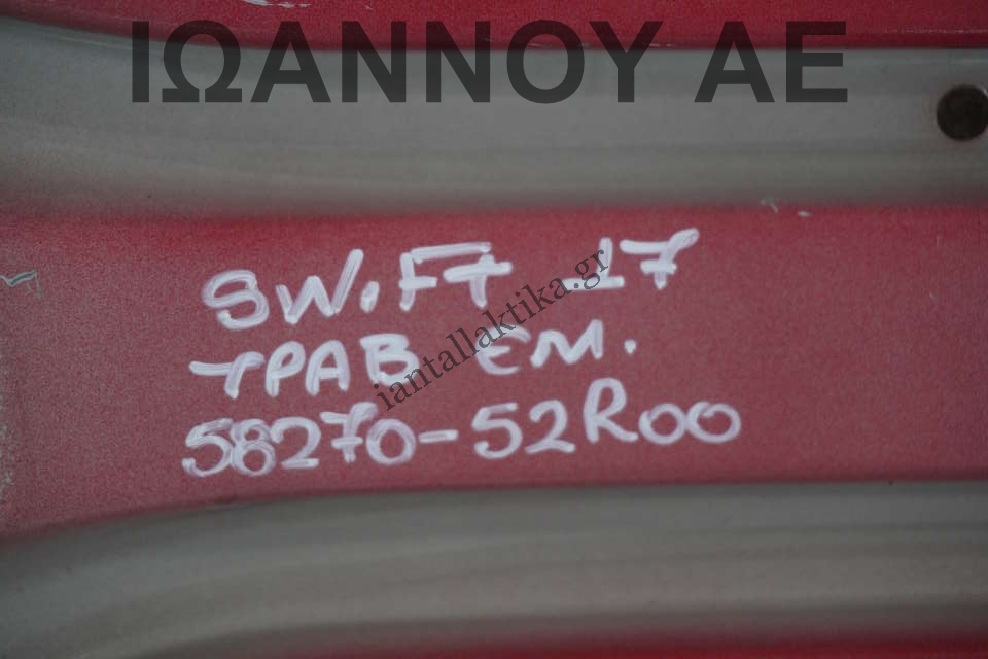 ΙΩΑΝΝΟΥ ΑΕ
SWiFT 17
ΤΡΑΒ ΕΜ.
58270-52R00
iantallaktika.gr